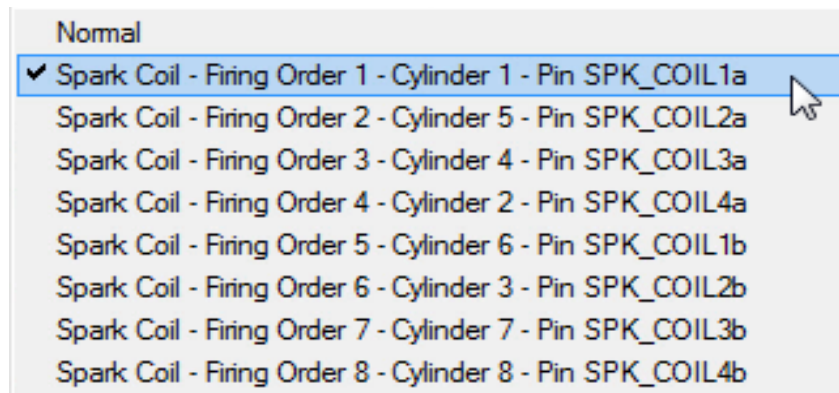 Normal
Spark Coil - Firing Order 1 - Cylinder 1 - Pin SPK_COIL1a
Spark Coil - Firing Order 2 - Cylinder 5 - Pin SPK_COIL2a
Spark Coil - Firing Order 3 - Cylinder 4 - Pin SPK_COIL3a
Spark Coil - Firing Order 4 - Cylinder 2 - Pin SPK_COIL4a
Spark Coil - Firing Order 5 - Cylinder 6 - Pin SPK_COIL1b
Spark Coil - Firing Order 6 - Cylinder 3 - Pin SPK_COIL2b
Spark Coil - Firing Order 7 - Cylinder 7 - Pin SPK_COIL3b
Spark Coil - Firing Order 8 - Cylinder 8 - Pin SPK_COIL4b